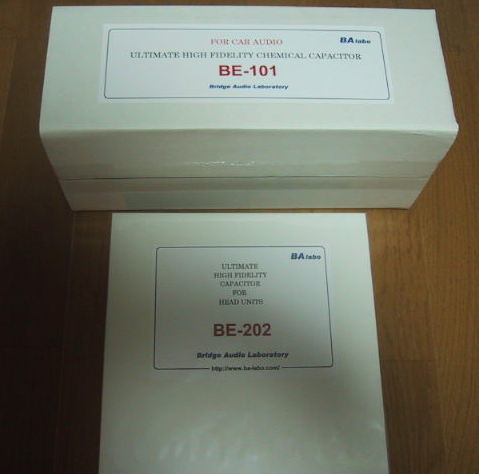 FOR CAR AUDIO
BA labo
ULTIMATE HIGH FIDELITY CHEMICAL CAPACITOR
BE-101
Bridge Audio Laboratory
BA labo
ULTIMATE
HIGH FIDELITY
CAPACITOR
FOR
HEAD UNITS
BE-202
Bridge Audio Laboratory
http://www.ba-labo.com/